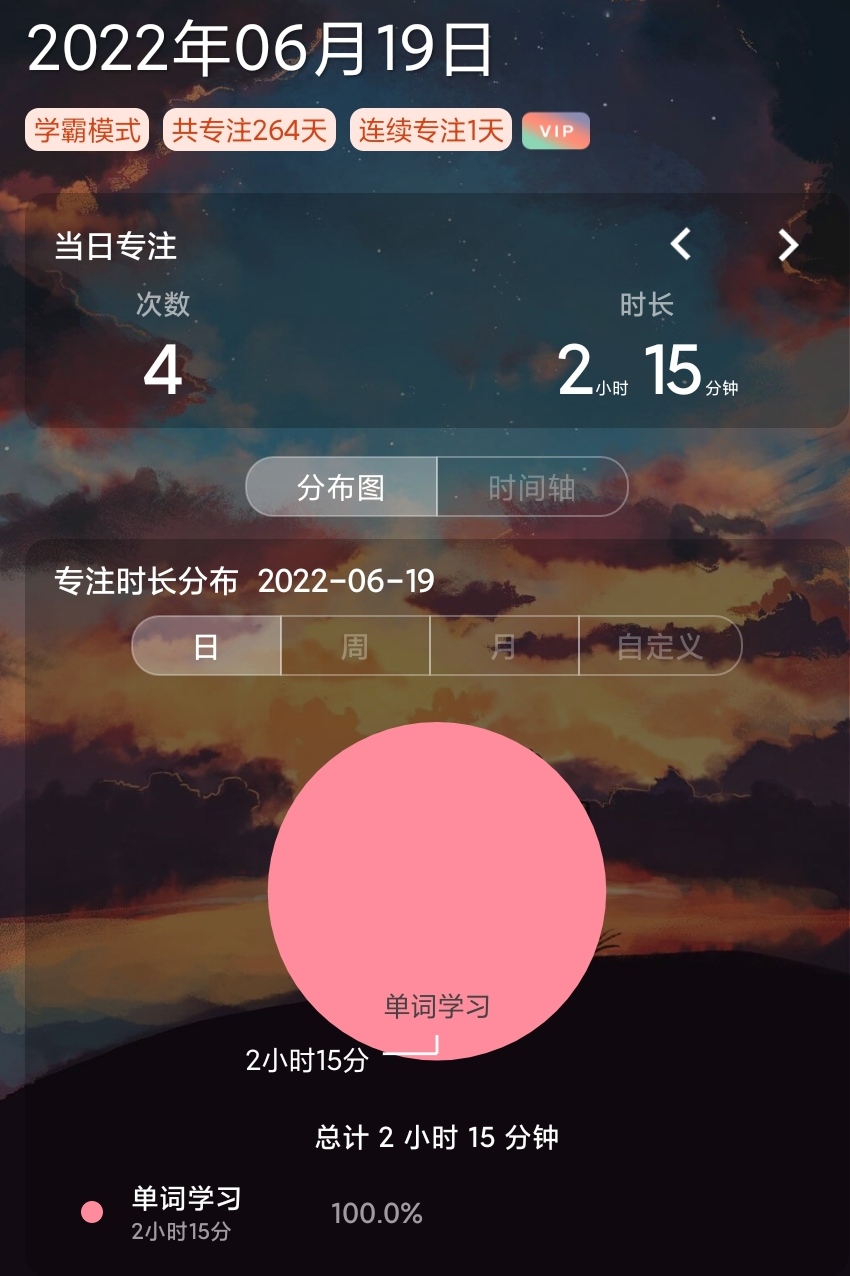 2022年06月19日
学霸模式 共专注264天 连续专注1天 VIP
当日专注
次数 时长
4 2小时 15分钟
分布图 时间轴
专注时长分布 2022-06-19
日 周 月 自定义
单词学习
2小时15分
总计 2 小时 15 分钟
单词学习
2小时15分 100.0%